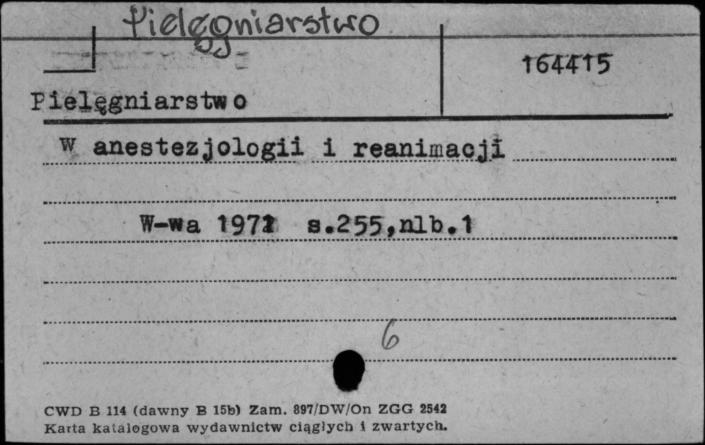 Pielęgniarstwo
164415
Pielęgniarstwo
W anestezjologii i reanimacji
W-wa 1971 s.255,nlb.1
6
CWD B 114 (dawny B 15b) Zam. 897/DW/On ZGG 2542
Karta katalogowa wydawnictw ciągłych i zwartych.